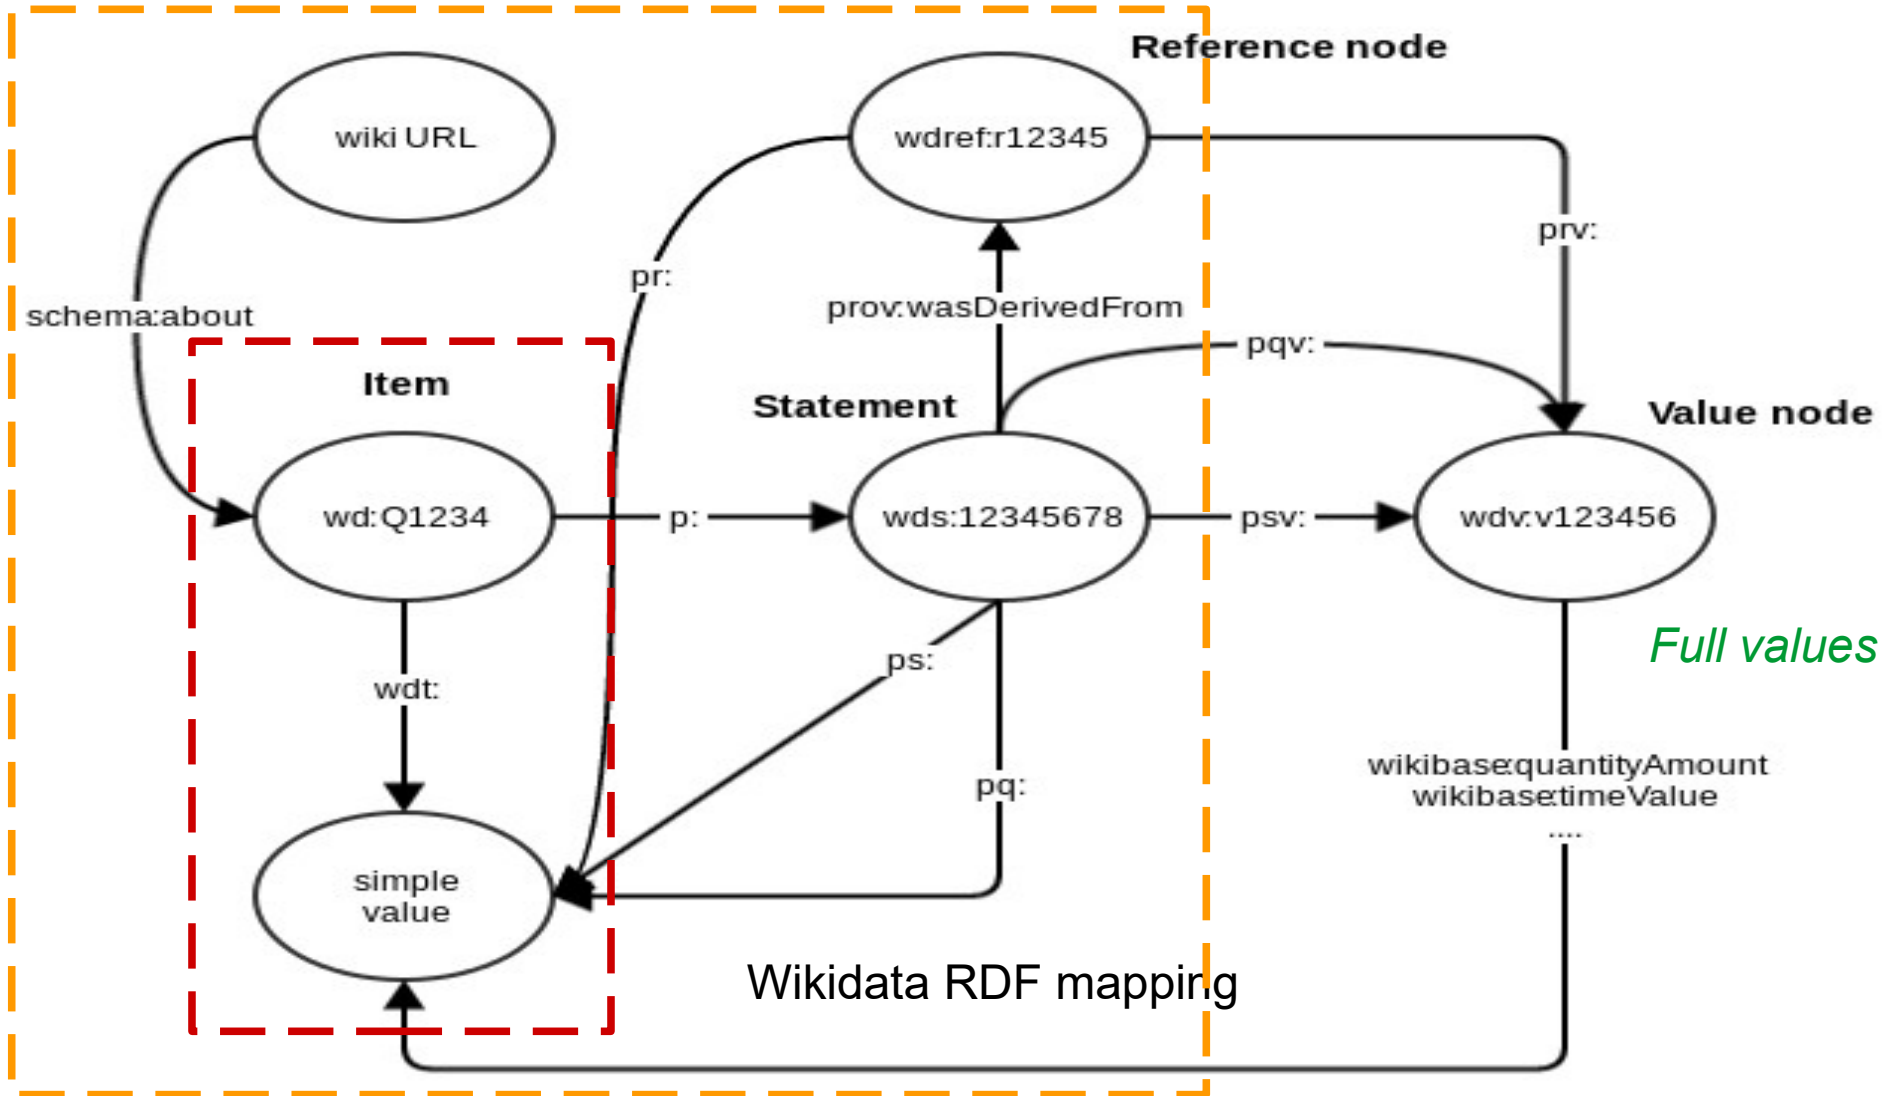 Reference node
wiki URL
wdref:r12345
prv:
pr:
prov:wasDerivedFrom
schema:about
pqv:
Item
Statement
Value node
wd:Q1234
p:
wds:12345678
psv:
wdv:v123456
Full values
ps:
wdt:
wikibase:quantityAmount
pq:
wikibase:timeValue
....
simple
value
Wikidata RDF mapping